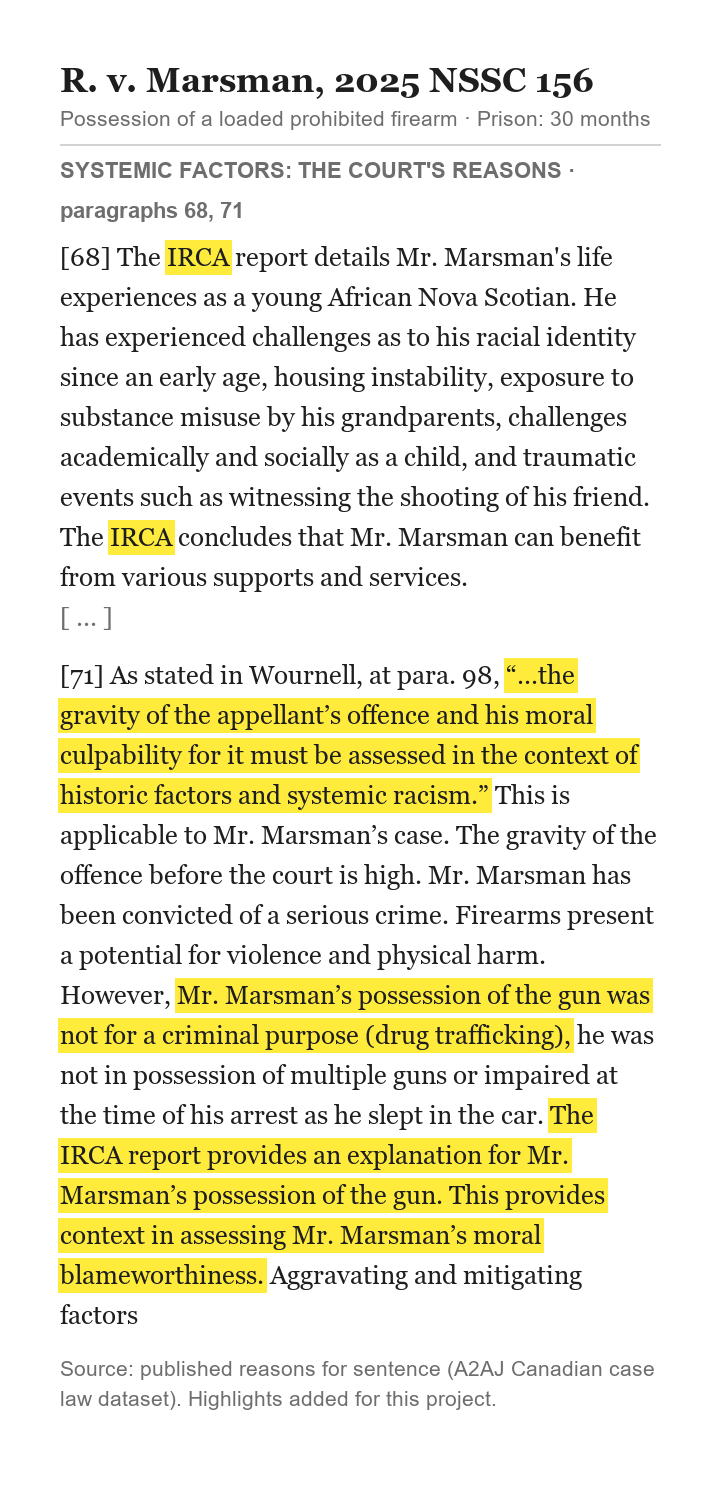 R. v. Marsman, 2025 NSSC 156
Possession of a loaded prohibited firearm · Prison: 30 months
SYSTEMIC FACTORS: THE COURT'S REASONS ·
paragraphs 68, 71
[68] The IRCA report details Mr. Marsman's life
experiences as a young African Nova Scotian. He
has experienced challenges as to his racial identity
since an early age, housing instability, exposure to
substance misuse by his grandparents, challenges
academically and socially as a child, and traumatic
events such as witnessing the shooting of his friend.
The IRCA concludes that Mr. Marsman can benefit
from various supports and services.
[ ... ]
[71] As stated in Wournell, at para. 98, “…the
gravity of the appellant’s offence and his moral
culpability for it must be assessed in the context of
historic factors and systemic racism.” This is
applicable to Mr. Marsman’s case. The gravity of the
offence before the court is high. Mr. Marsman has
been convicted of a serious crime. Firearms present
a potential for violence and physical harm.
However, Mr. Marsman’s possession of the gun was
not for a criminal purpose (drug trafficking), he was
not in possession of multiple guns or impaired at
the time of his arrest as he slept in the car. The
IRCA report provides an explanation for Mr.
Marsman’s possession of the gun. This provides
context in assessing Mr. Marsman’s moral
blameworthiness. Aggravating and mitigating
factors
Source: published reasons for sentence (A2AJ Canadian case
law dataset). Highlights added for this project.